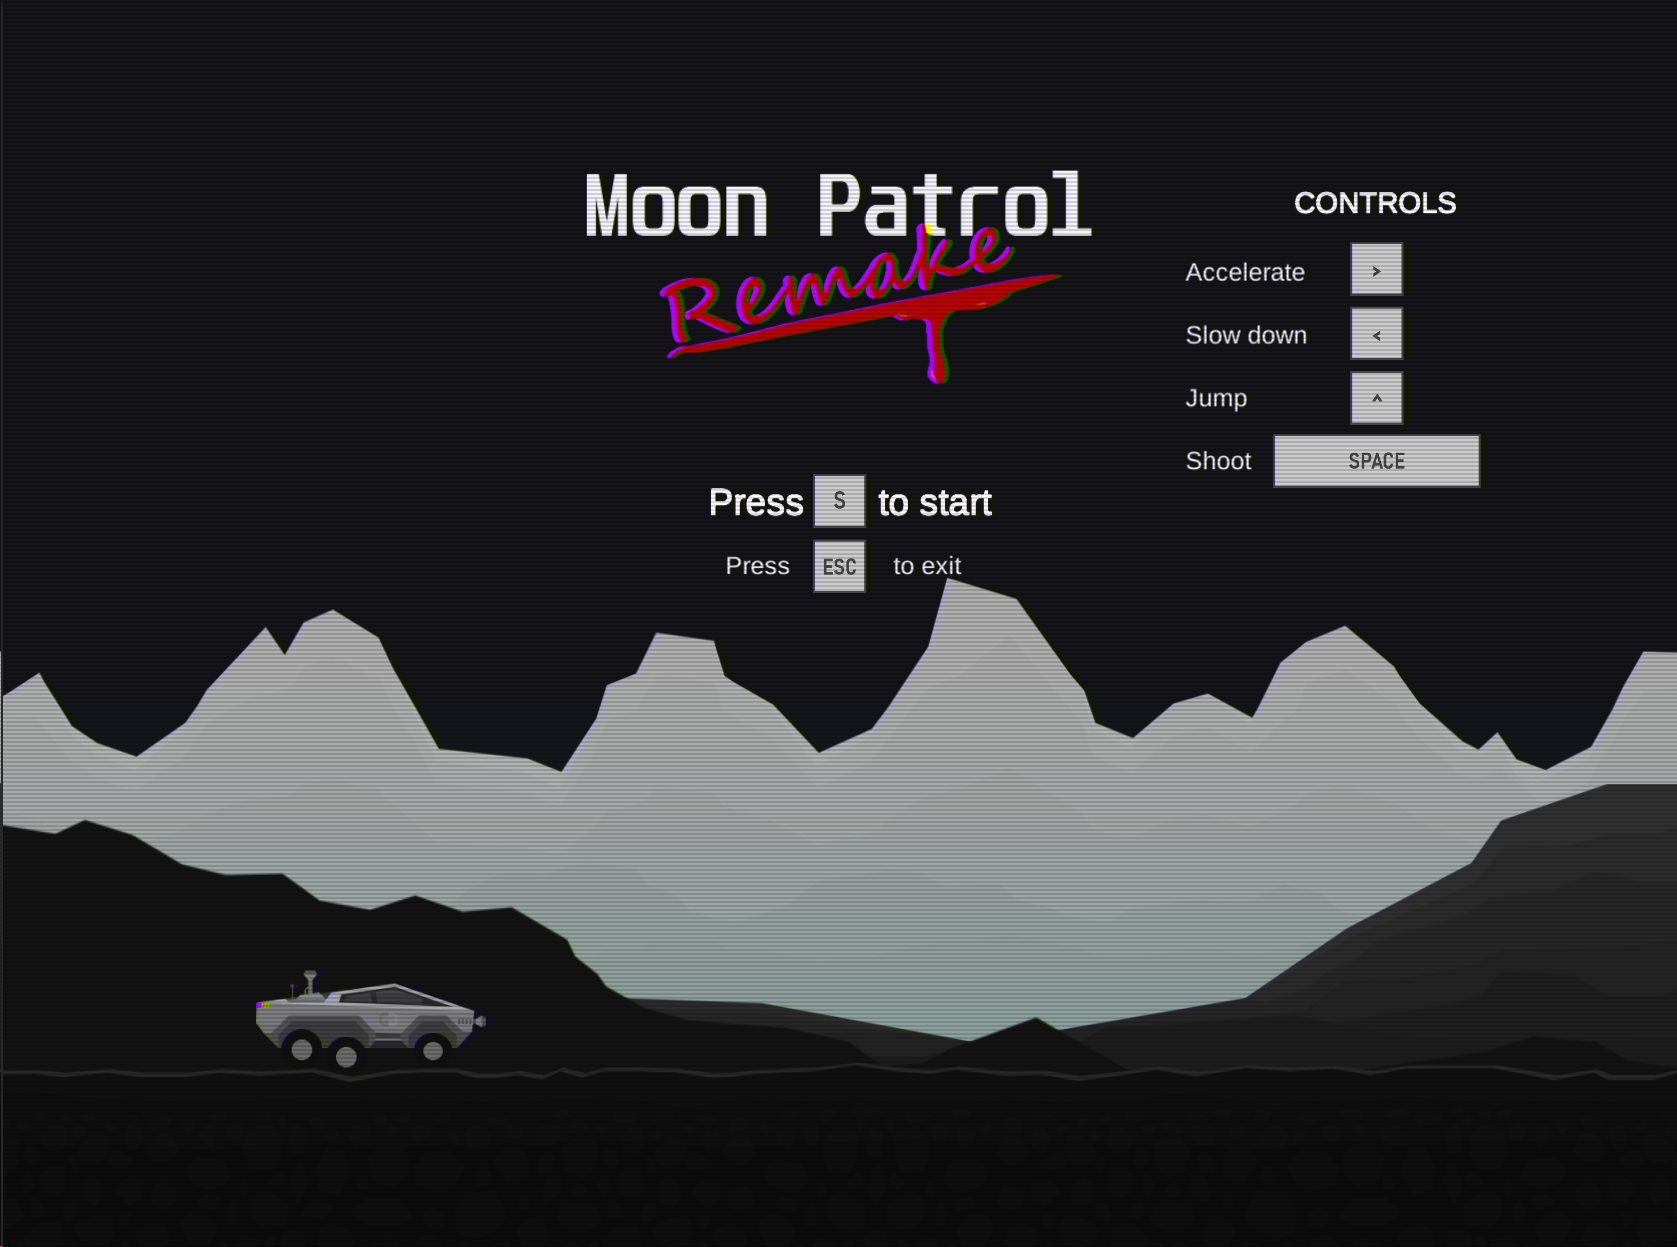 Moon Patrol
Remake
CONTROLS
Accelerate >
Slow down <
Jump ^
Shoot SPACE
Press S to start
Press ESC to exit